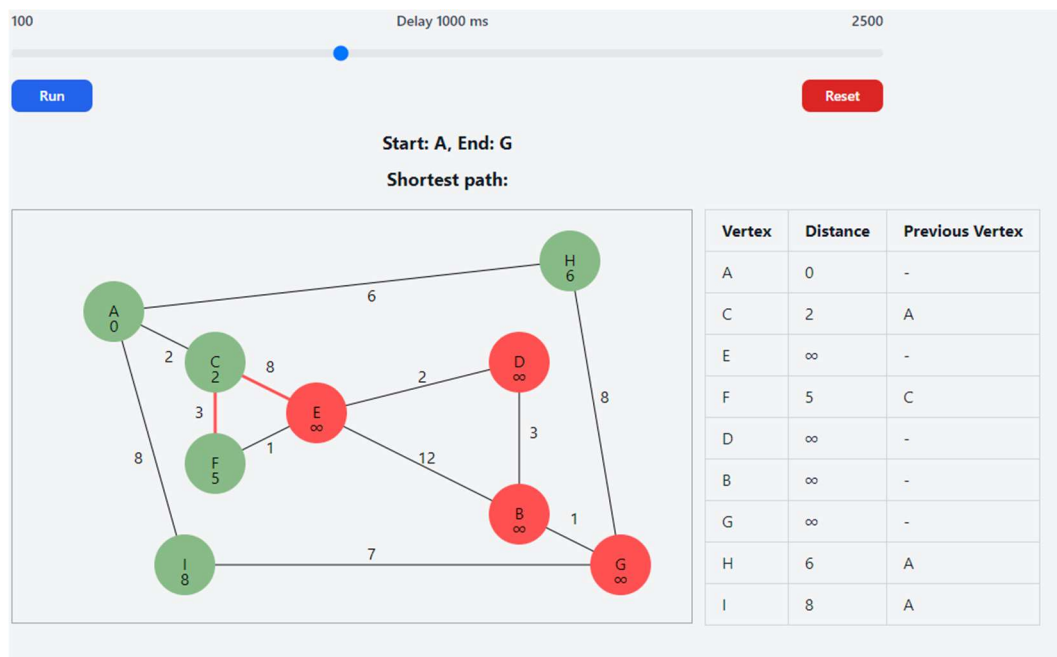 100 Delay 1000 ms 2500
Run Reset
Start: A, End: G
Shortest path:
H
6
6
A
0
2
C
2
8
D
∞
2
8
3
E
∞
3
F
5
1
12
8
B
∞
1
7
I
8
G
∞
Vertex Distance Previous Vertex
A 0 -
C 2 A
E ∞ -
F 5 C
D ∞ -
B ∞ -
G ∞ -
H 6 A
I 8 A